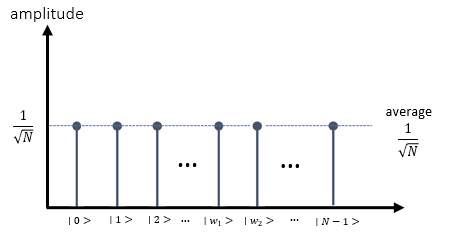 amplitude
1/√N
average
1/√N
... ...
| 0 > | 1 > | 2 > ... | w₁ > | w₂ > ... | N − 1 >